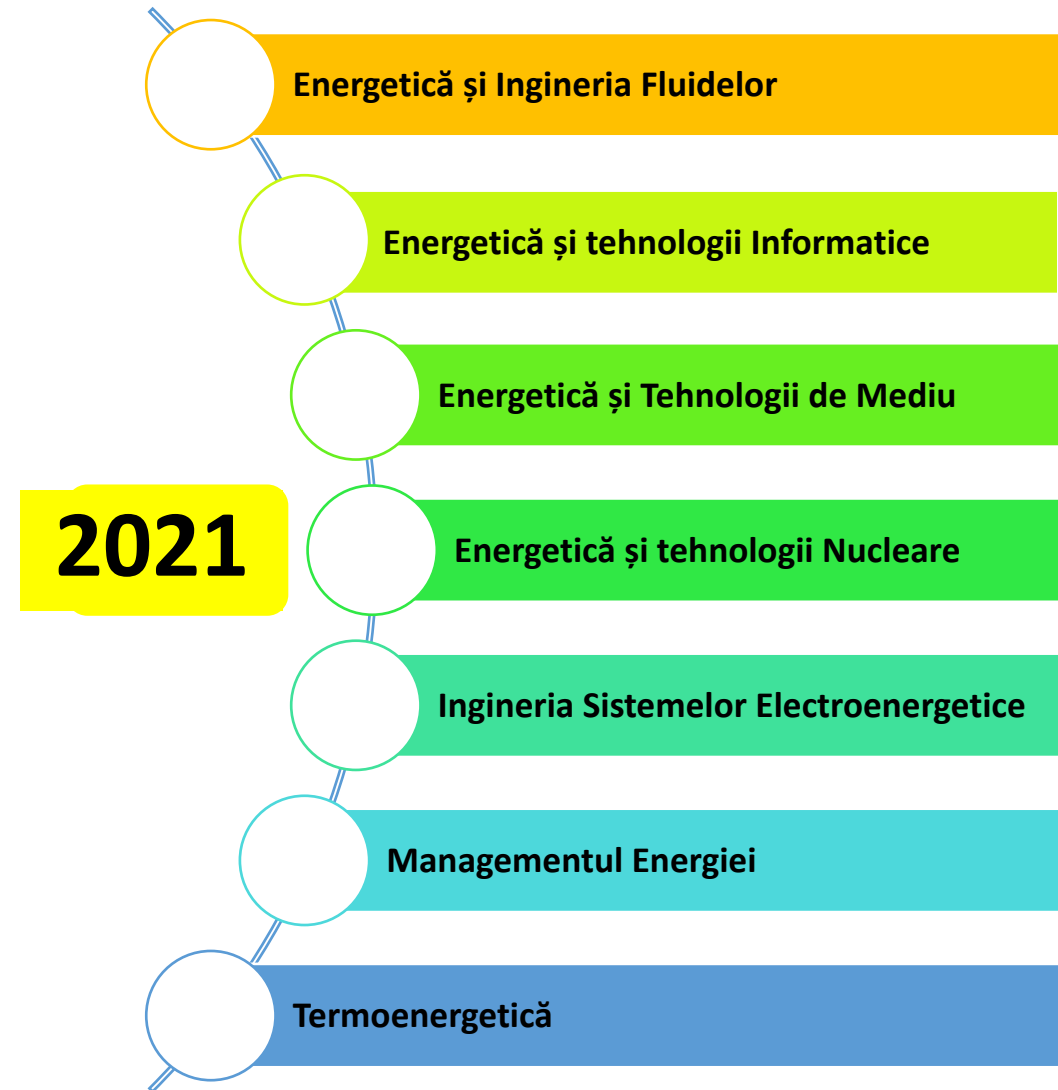 Energetică și Ingineria Fluidelor
Energetică și tehnologii Informatice
Energetică și Tehnologii de Mediu
2021
Energetică și tehnologii Nucleare
Ingineria Sistemelor Electroenergetice
Managementul Energiei
Termoenergetică